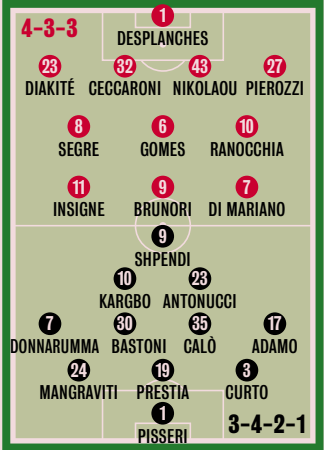 4-3-3
1
DESPLANCHES
23 32 43 27
DIAKITÉ CECCARONI NIKOLAOU PIEROZZI
8 6 10
SEGRE GOMES RANOCCHIA
11 9 7
INSIGNE BRUNORI DI MARIANO
9
SHPENDI
10 23
KARGBO ANTONUCCI
7 30 35 17
DONNARUMMA BASTONI CALÒ ADAMO
24 19 3
MANGRAVITI PRESTIA CURTO
1
PISSERI
3-4-2-1